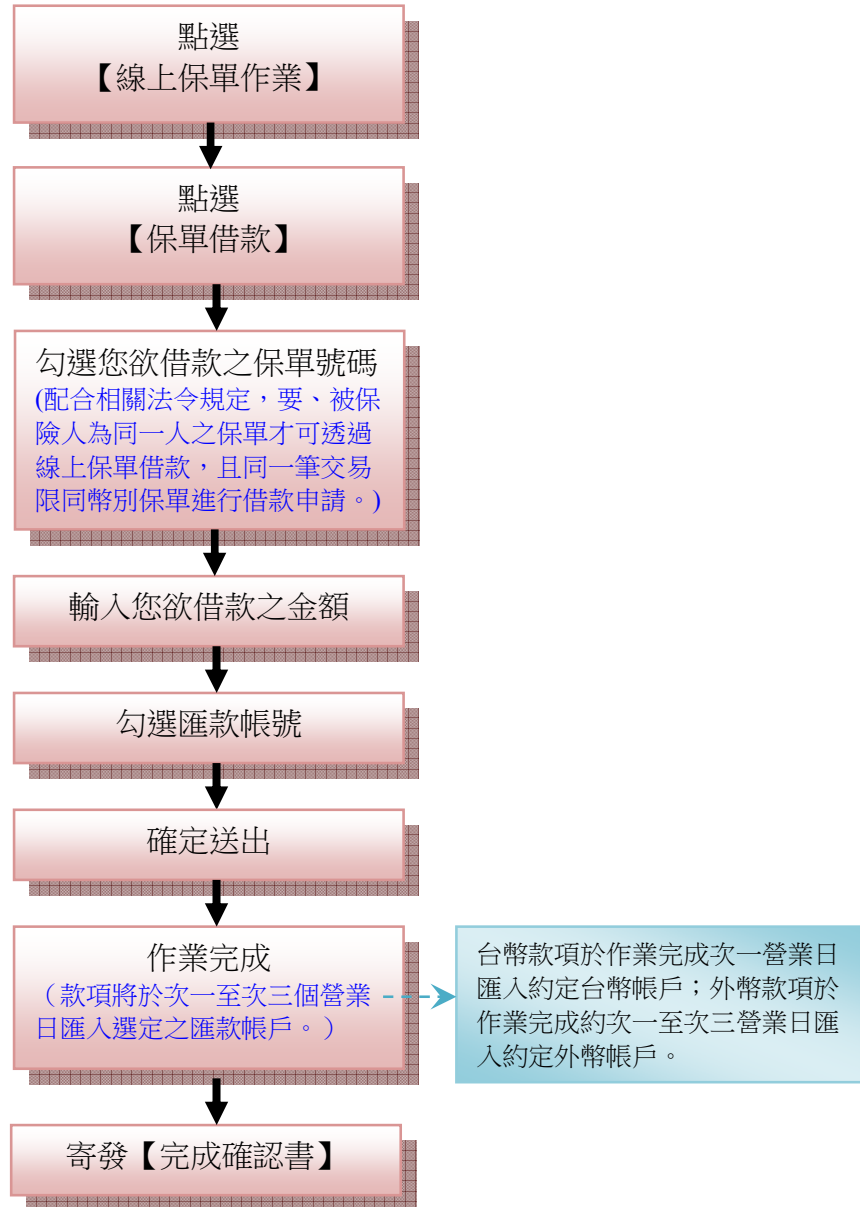 點選
【線上保單作業】
點選
【保單借款】
勾選您欲借款之保單號碼
(配合相關法令規定，要、被保
險人為同一人之保單才可透過
線上保單借款，且同一筆交易
限同幣別保單進行借款申請。)
輸入您欲借款之金額
勾選匯款帳號
確定送出
作業完成
（款項將於次一至次三個營業
日匯入選定之匯款帳戶。）
台幣款項於作業完成次一營業日
匯入約定台幣帳戶；外幣款項於
作業完成約次一至次三營業日匯
入約定外幣帳戶。
寄發【完成確認書】